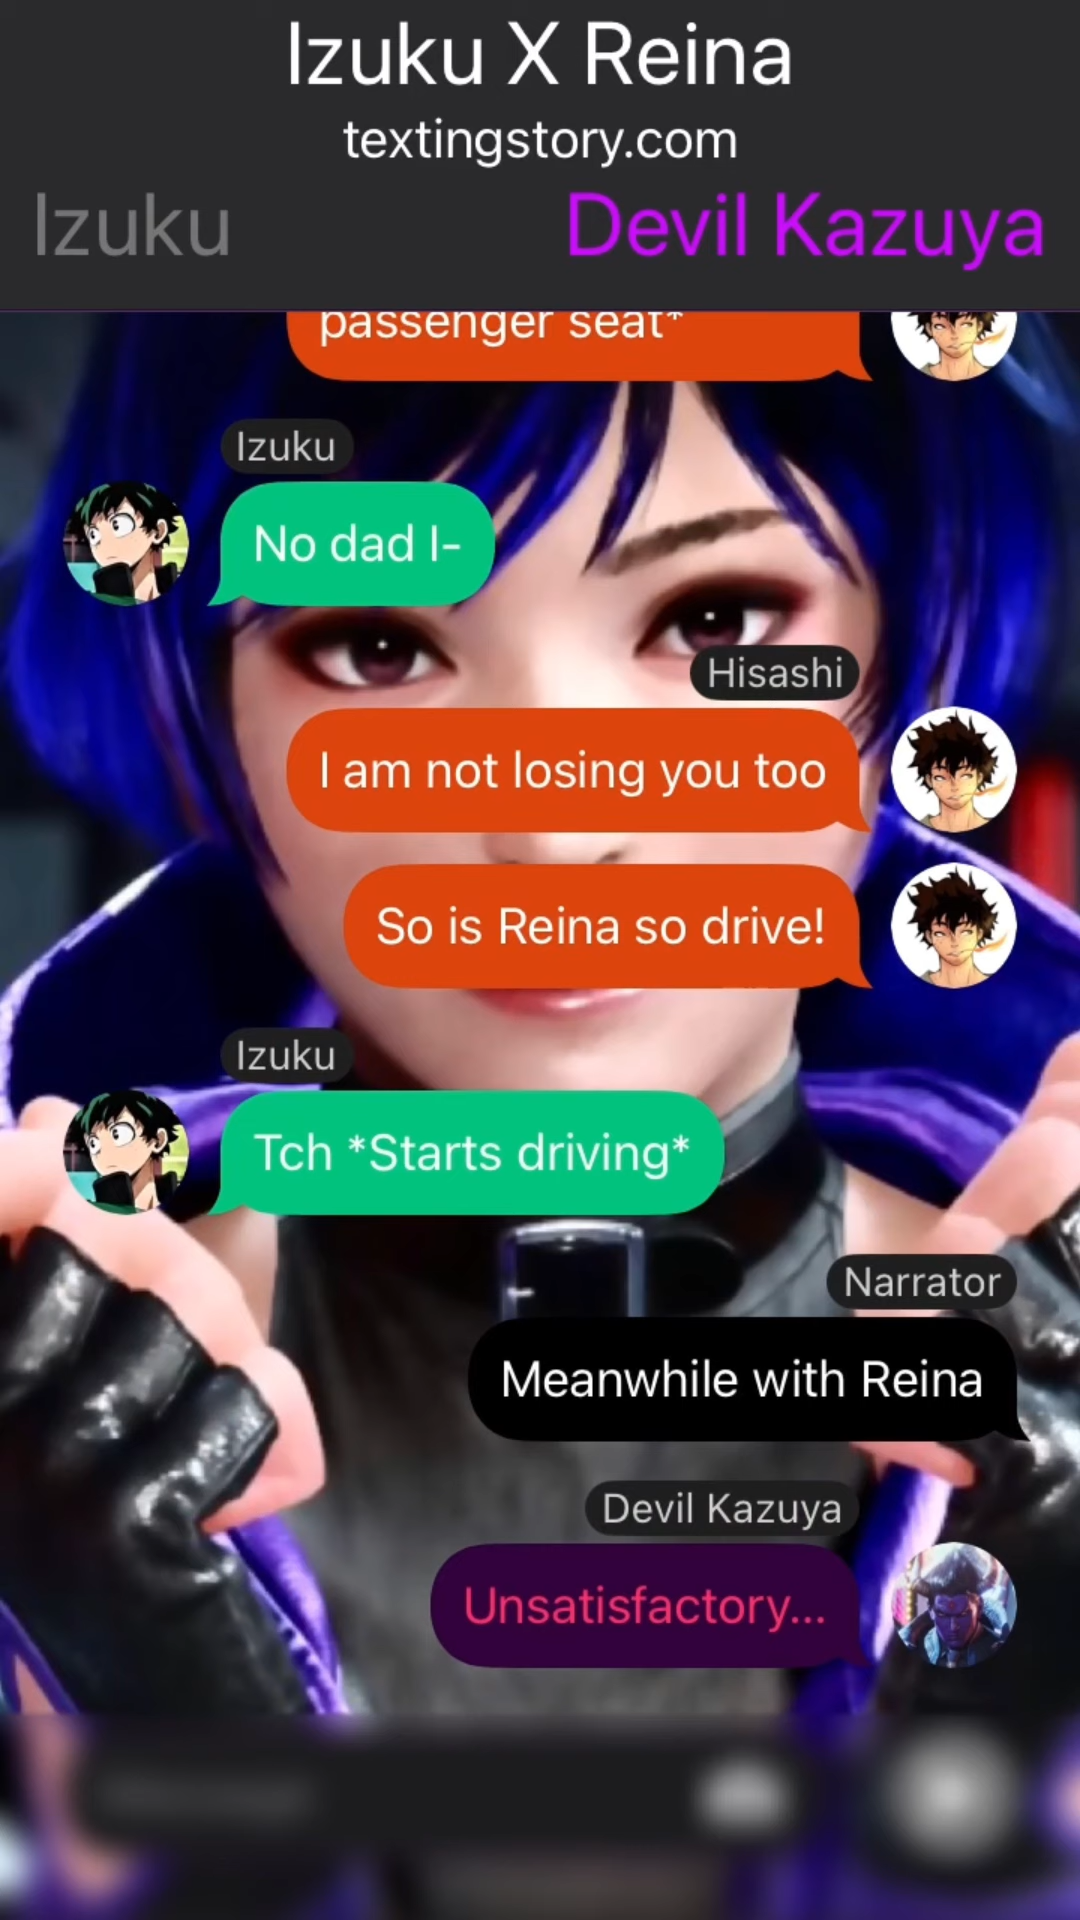 Izuku X Reina
textingstory.com
Izuku
Devil Kazuya
passenger seat*
Izuku
No dad I-
Hisashi
I am not losing you too
So is Reina so drive!
Izuku
Tch *Starts driving*
Narrator
Meanwhile with Reina
Devil Kazuya
Unsatisfactory...